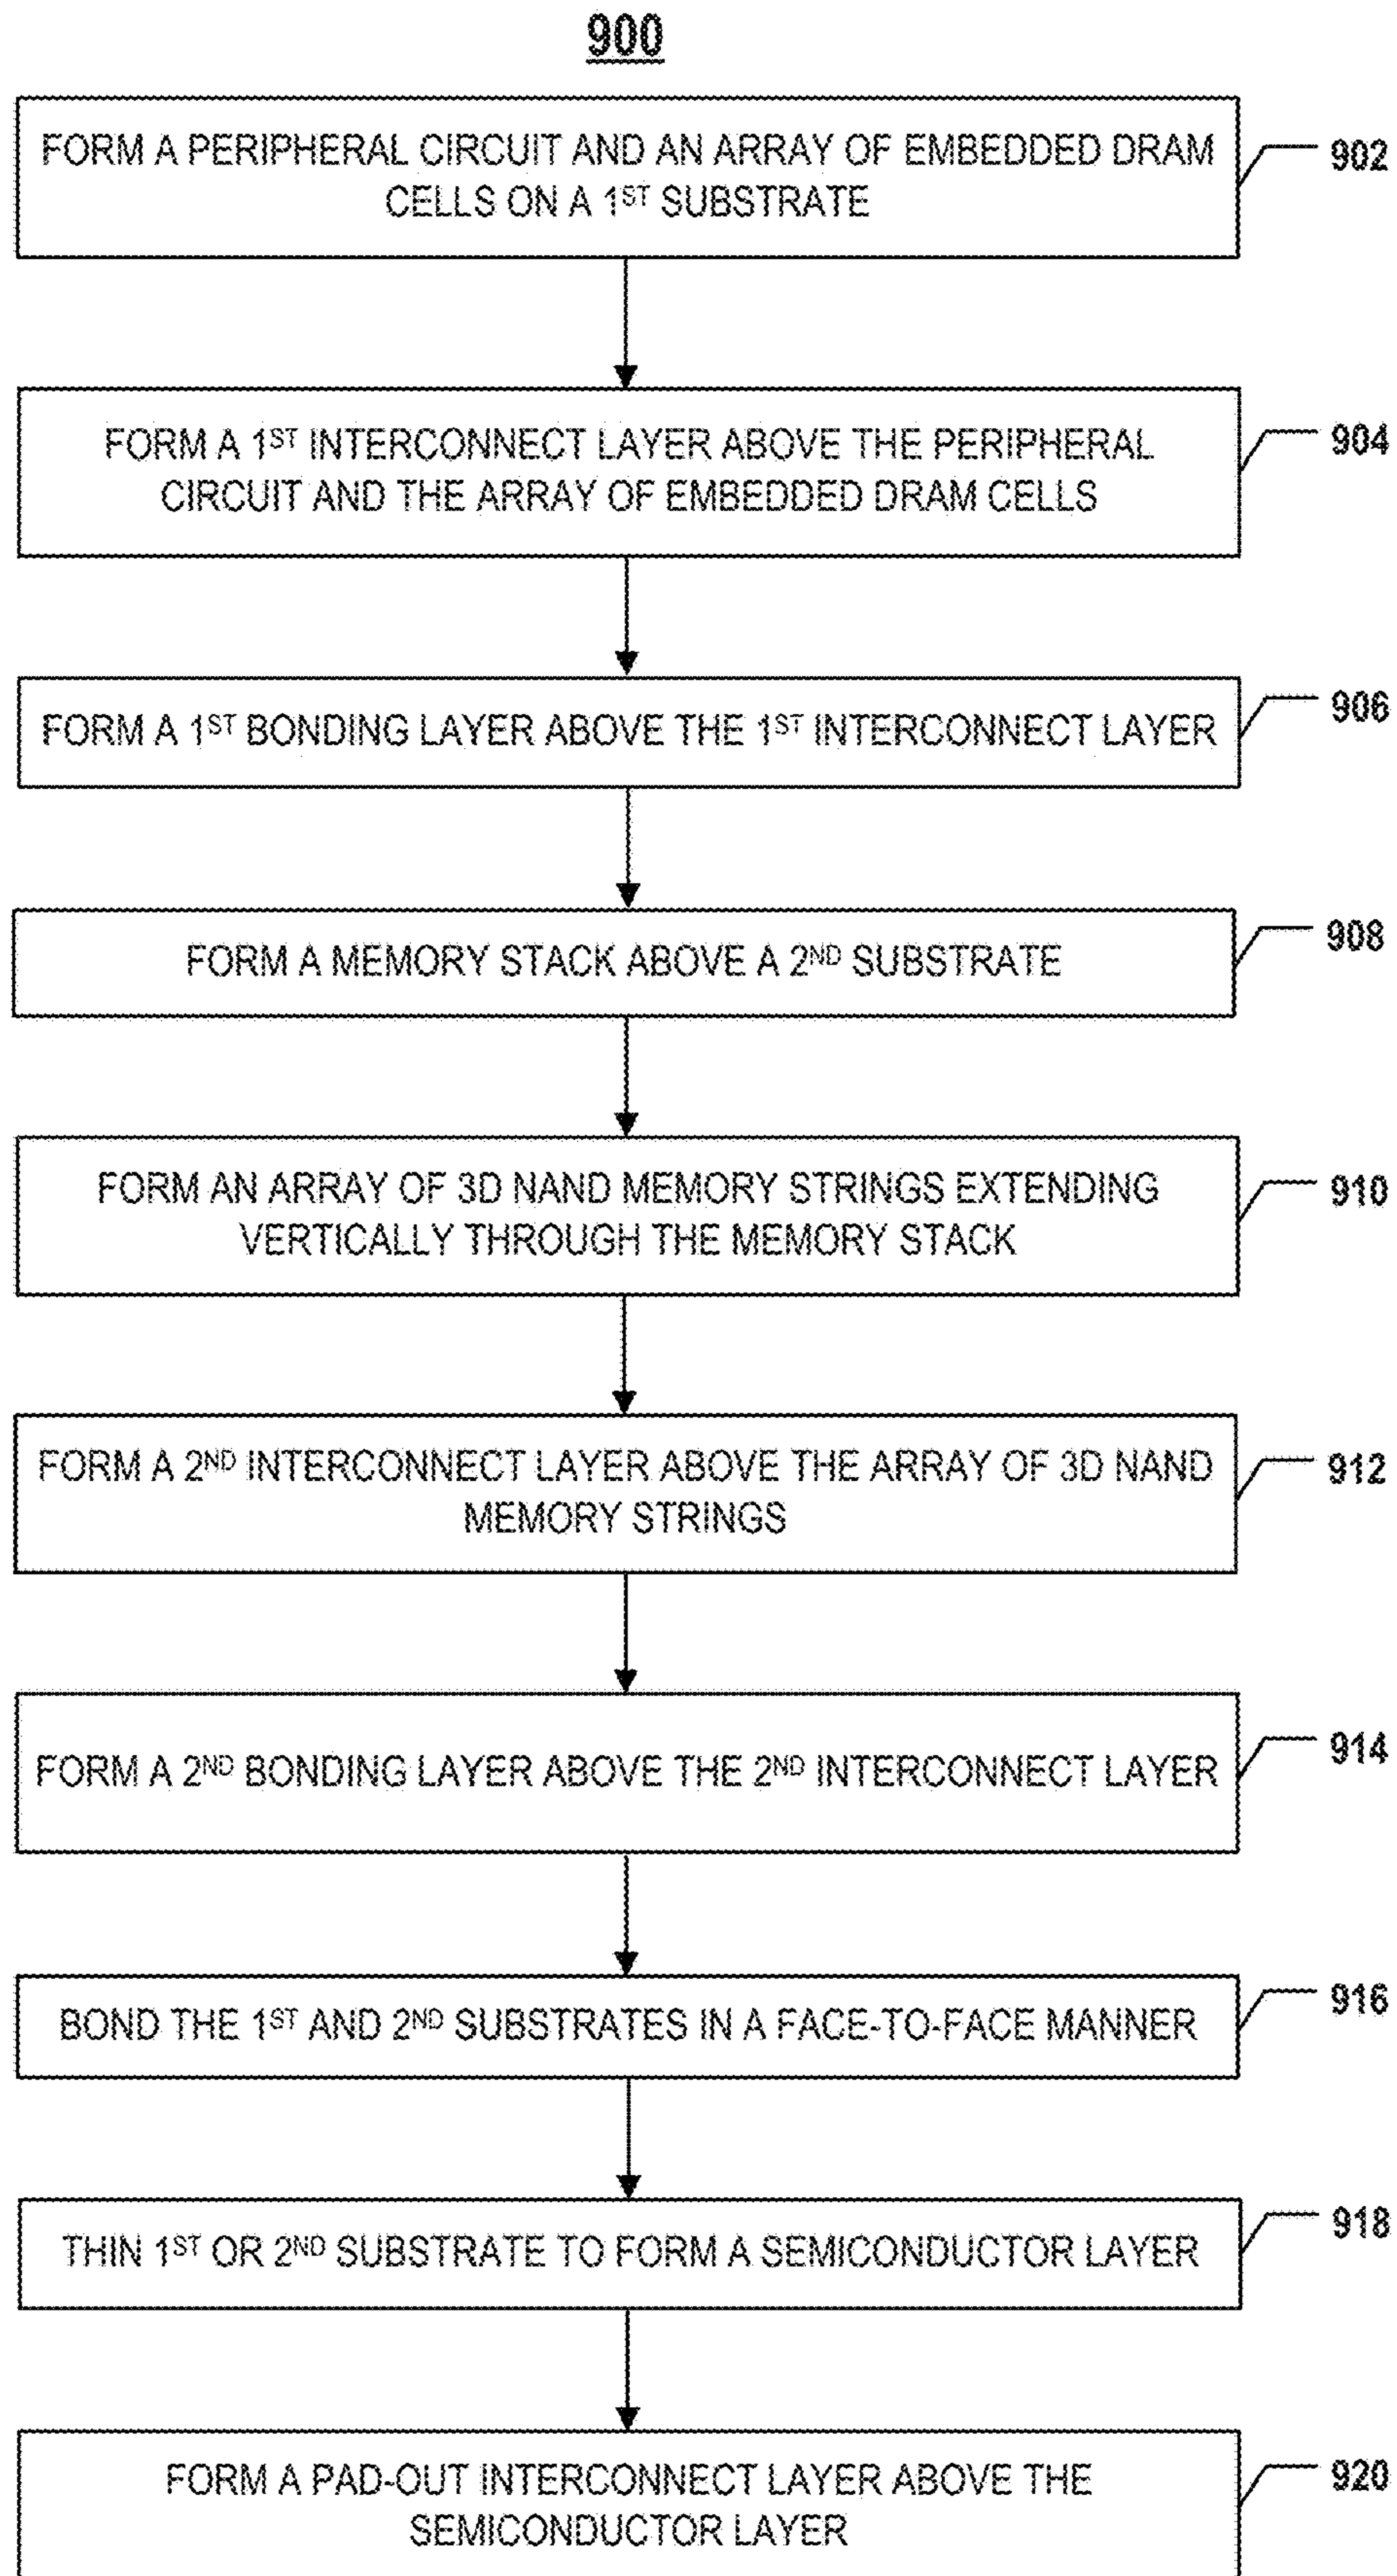 900
FORM A PERIPHERAL CIRCUIT AND AN ARRAY OF EMBEDDED DRAM
CELLS ON A 1ST SUBSTRATE
902
FORM A 1ST INTERCONNECT LAYER ABOVE THE PERIPHERAL
CIRCUIT AND THE ARRAY OF EMBEDDED DRAM CELLS
904
FORM A 1ST BONDING LAYER ABOVE THE 1ST INTERCONNECT LAYER
906
FORM A MEMORY STACK ABOVE A 2ND SUBSTRATE
908
FORM AN ARRAY OF 3D NAND MEMORY STRINGS EXTENDING
VERTICALLY THROUGH THE MEMORY STACK
910
FORM A 2ND INTERCONNECT LAYER ABOVE THE ARRAY OF 3D NAND
MEMORY STRINGS
912
FORM A 2ND BONDING LAYER ABOVE THE 2ND INTERCONNECT LAYER
914
BOND THE 1ST AND 2ND SUBSTRATES IN A FACE-TO-FACE MANNER
916
THIN 1ST OR 2ND SUBSTRATE TO FORM A SEMICONDUCTOR LAYER
918
FORM A PAD-OUT INTERCONNECT LAYER ABOVE THE
SEMICONDUCTOR LAYER
920